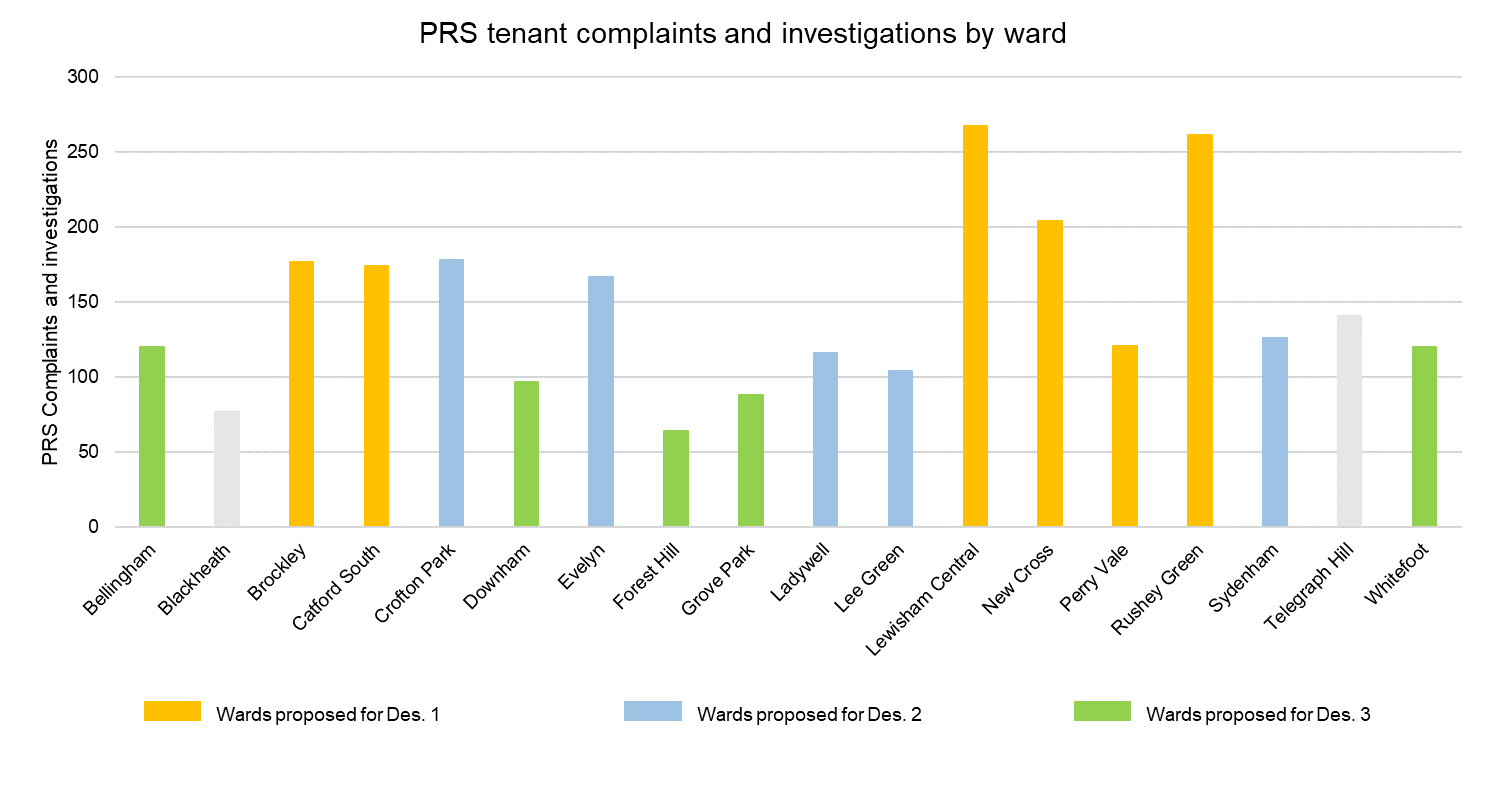 PRS tenant complaints and investigations by ward
PRS Complaints and investigations
300
250
200
150
100
50
0
Bellingham
Blackheath
Brockley
Catford South
Crofton Park
Downham
Evelyn
Forest Hill
Grove Park
Ladywell
Lee Green
Lewisham Central
New Cross
Perry Vale
Rushey Green
Sydenham
Telegraph Hill
Whitefoot
Wards proposed for Des. 1
Wards proposed for Des. 2
Wards proposed for Des. 3